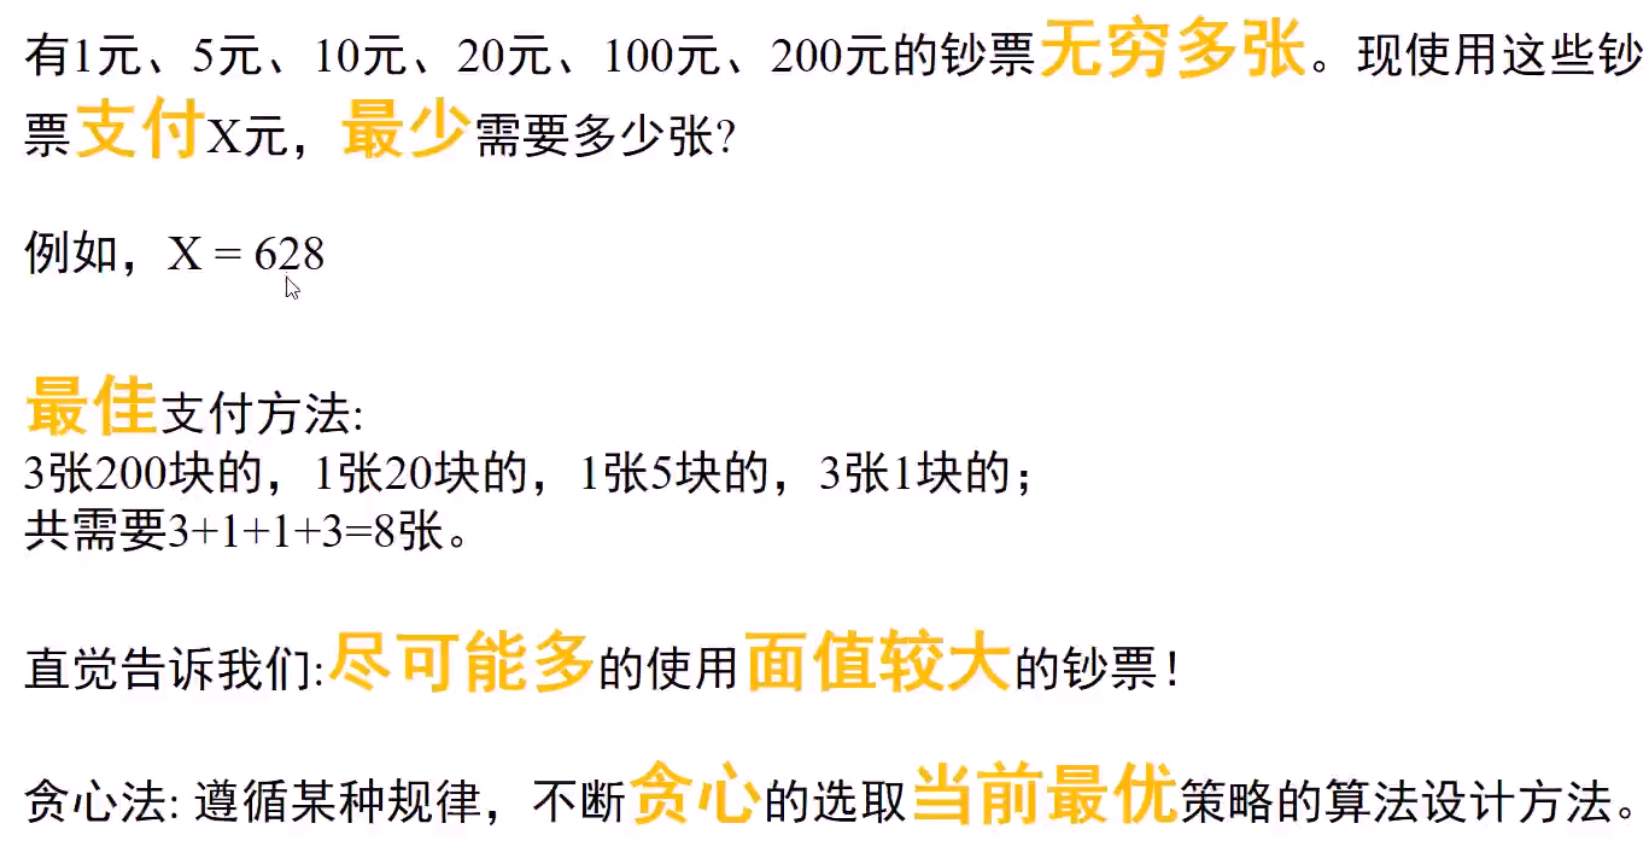 有1元、5元、10元、20元、100元、200元的钞票无穷多张。现使用这些钞
票支付X元，最少需要多少张?
例如，X = 628
最佳支付方法:
3张200块的，1张20块的，1张5块的，3张1块的；
共需要3+1+1+3=8张。
直觉告诉我们:尽可能多的使用面值较大的钞票！
贪心法: 遵循某种规律，不断贪心的选取当前最优策略的算法设计方法。